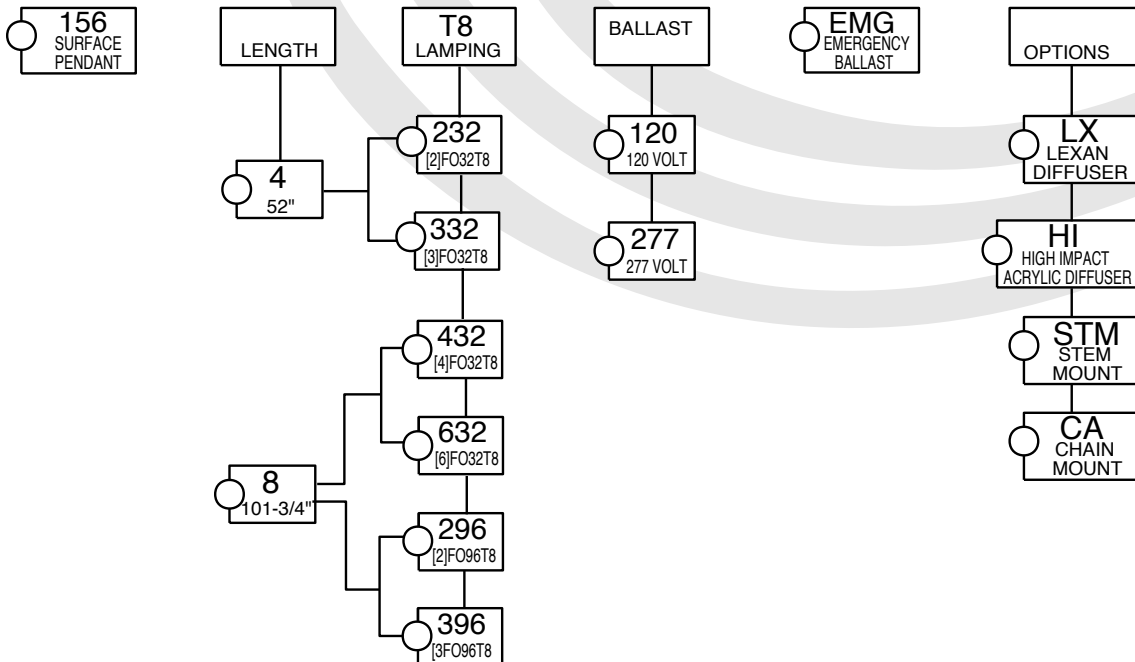 156
SURFACE
PENDANT
LENGTH
4
52"
8
101-3/4"
T8
LAMPING
232
[2]FO32T8
332
[3]FO32T8
432
[4]FO32T8
632
[6]FO32T8
296
[2]FO96T8
396
[3FO96T8
BALLAST
120
120 VOLT
277
277 VOLT
EMG
EMERGENCY
BALLAST
OPTIONS
LX
LEXAN
DIFFUSER
HI
HIGH IMPACT
ACRYLIC DIFFUSER
STM
STEM
MOUNT
CA
CHAIN
MOUNT